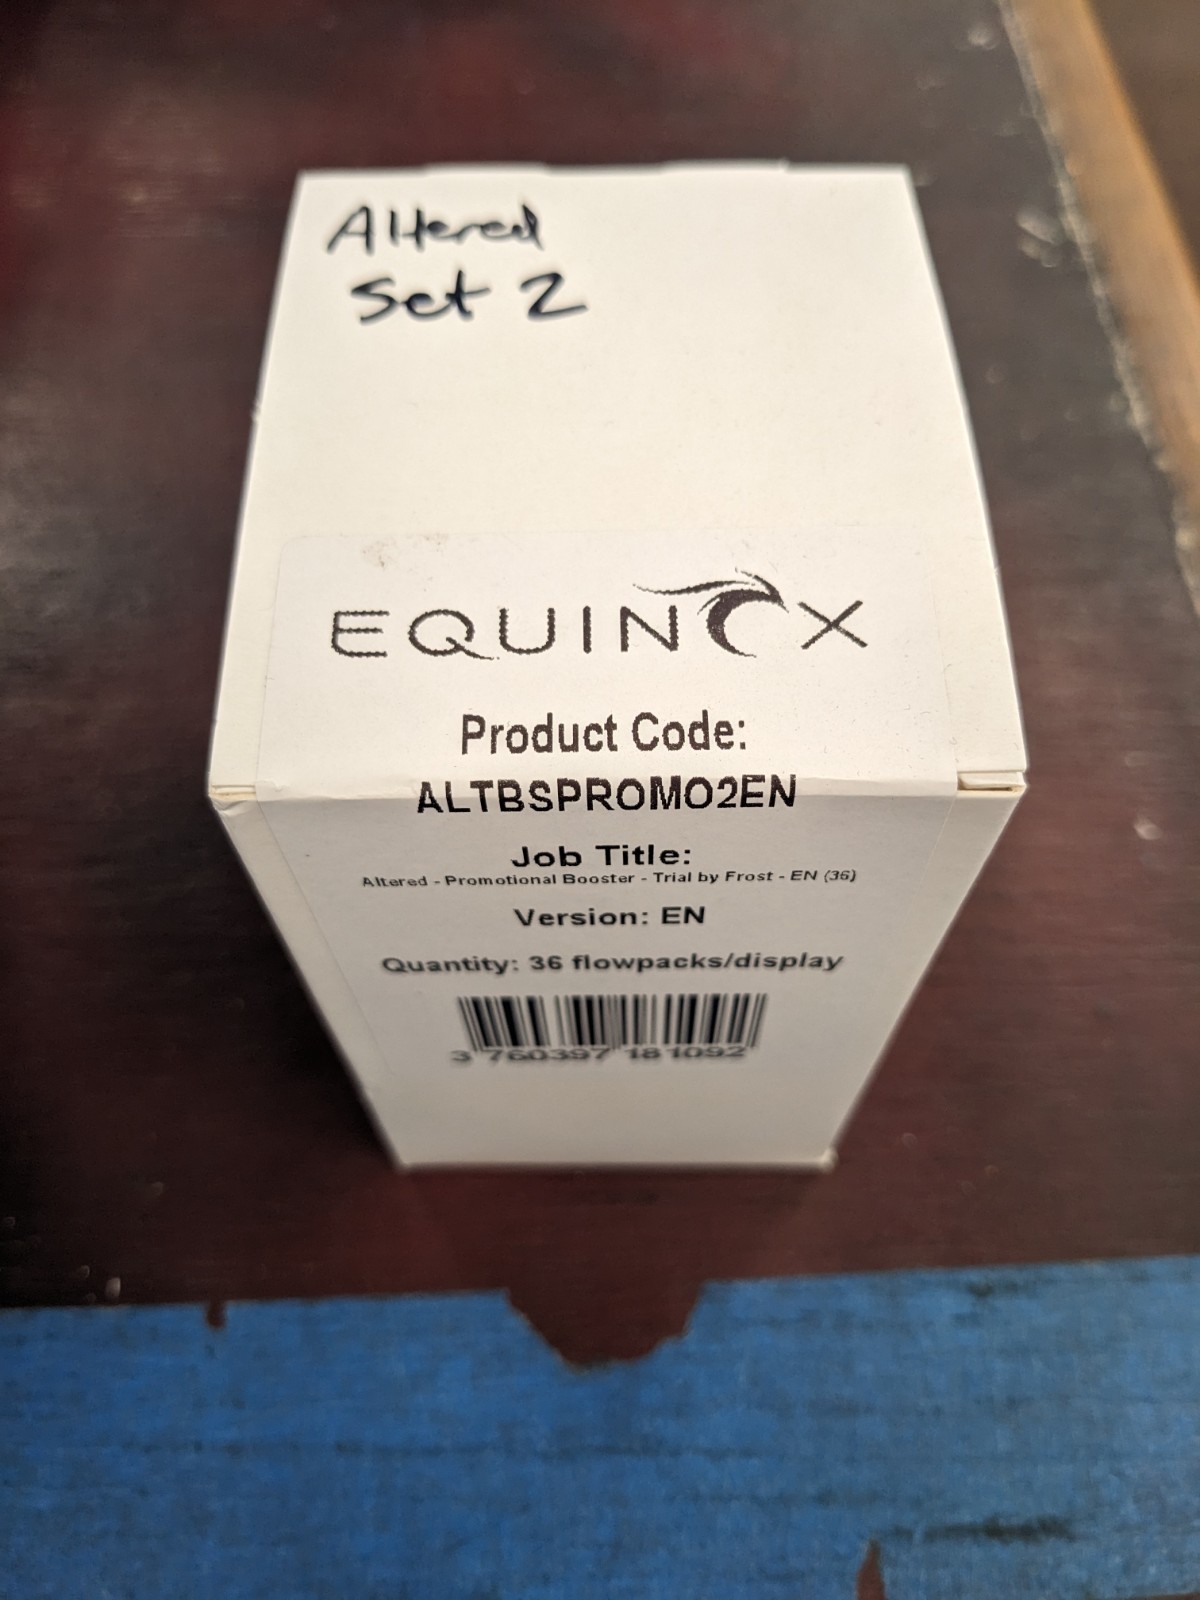 Altered
Set 2
EQUINOX
Product Code:
ALTBSPROMO2EN
Job Title:
Altered - Promotional Booster - Trial by Frost - EN (36)
Version: EN
Quantity: 36 flowpacks/display
3 760397 181092